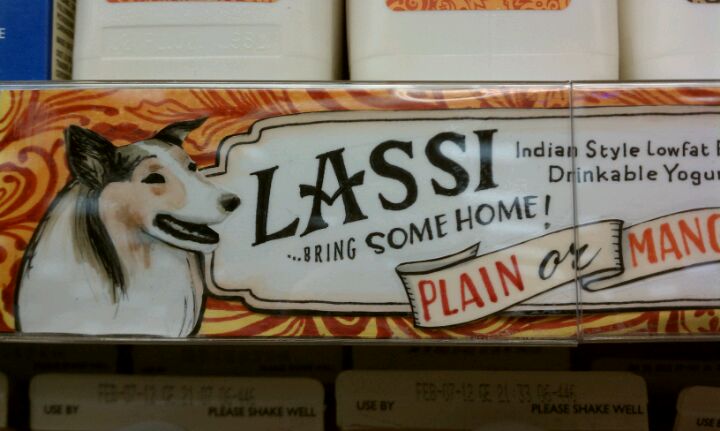 LASSI
...BRING SOME HOME!
Indian Style Lowfat
Drinkable
PLAIN or
USE BY
PLEASE SHAKE WELL
USE BY
PLEASE SHAKE WELL